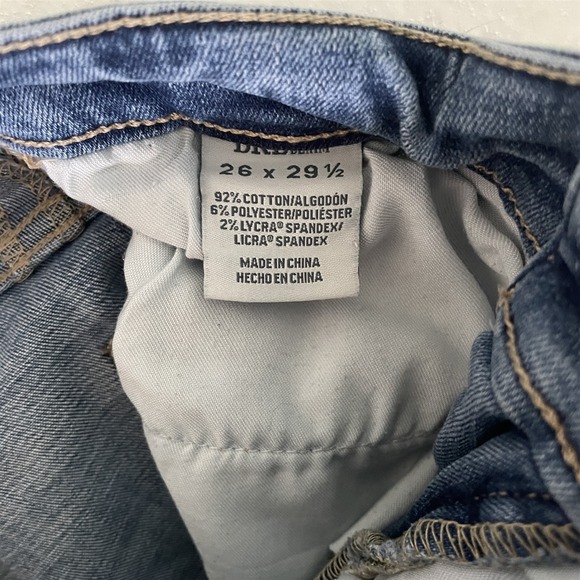 26 x 29 ½
92% COTTON/ALGODÓN
6% POLYESTER/POLIÉSTER
2% LYCRA® SPANDEX/
LICRA® SPANDEX
MADE IN CHINA
HECHO EN CHINA